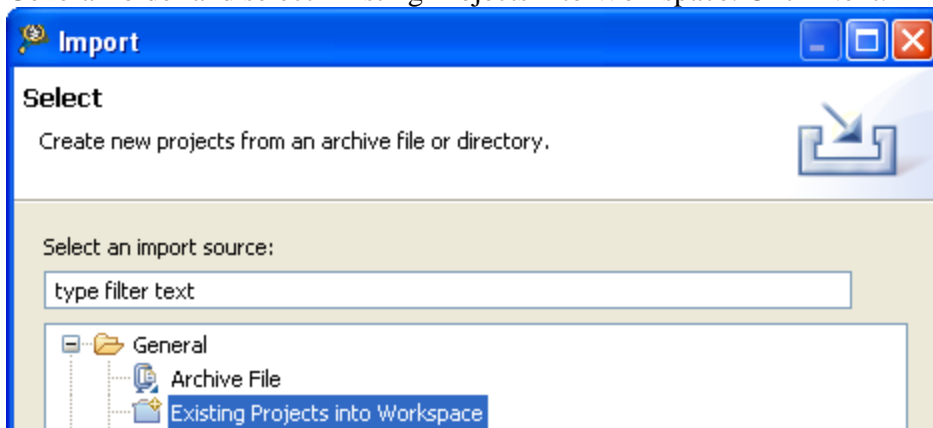 Import
Select
Create new projects from an archive file or directory.
Select an import source:
type filter text
General
Archive File
Existing Projects into Workspace